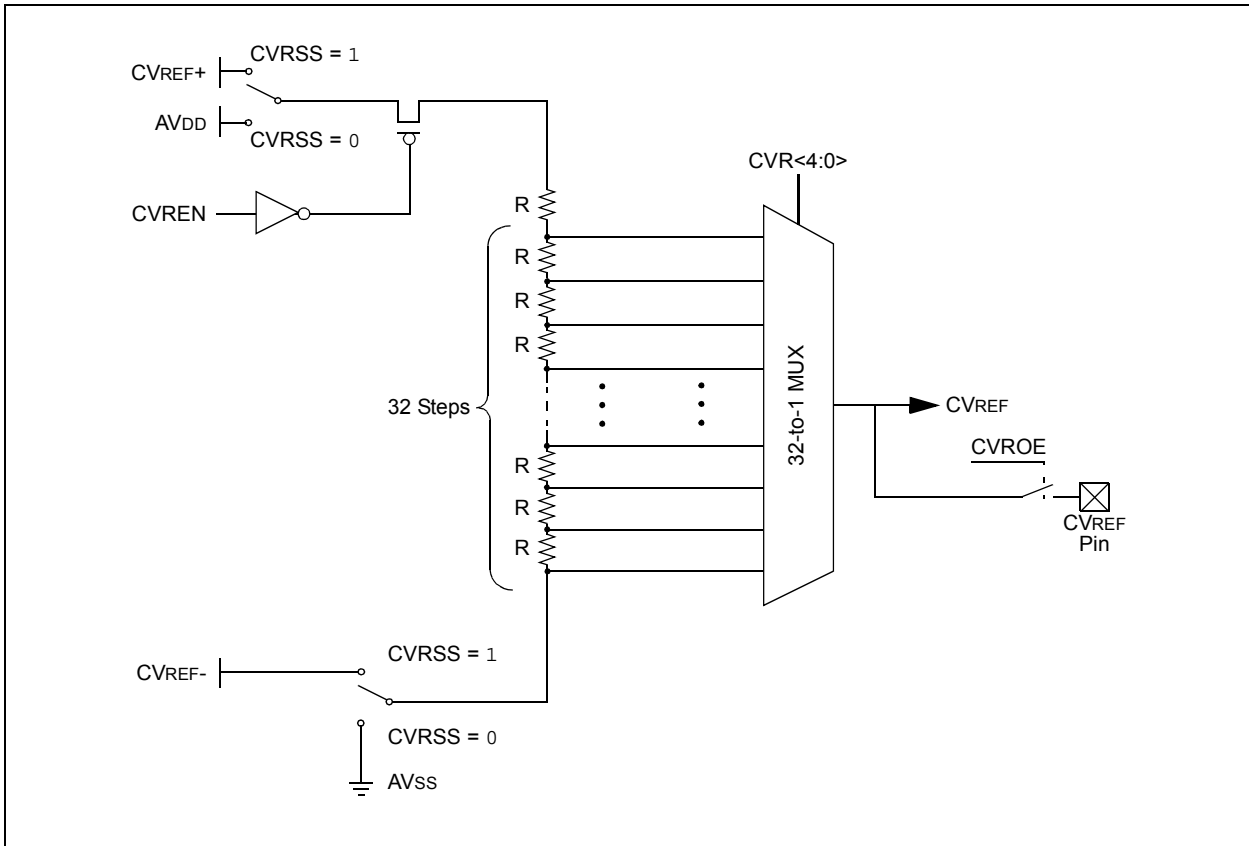 CVRSS = 1
CVREF+
AVDD
CVRSS = 0
CVR<4:0>
CVREN
R
R
R
R
32 Steps
32-to-1 MUX
CVREF
CVROE
R
R
R
CVREF
Pin
CVRSS = 1
CVREF-
CVRSS = 0
AVSS